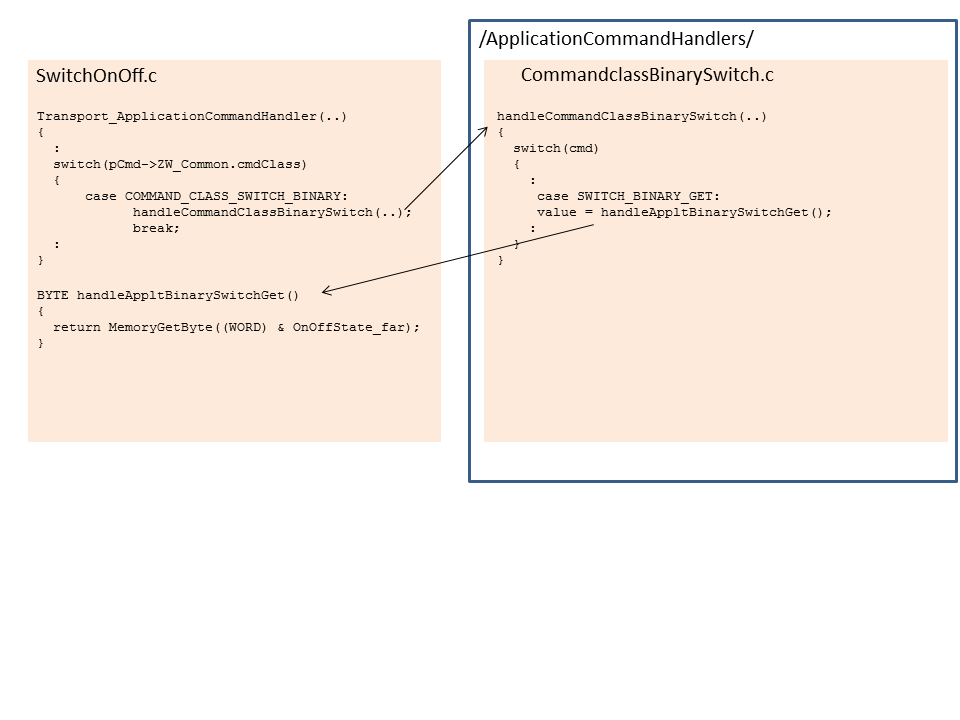 /ApplicationCommandHandlers/
SwitchOnOff.c
Transport_ApplicationCommandHandler(..)
{
  :
  switch(pCmd->ZW_Common.cmdClass)
  {
      case COMMAND_CLASS_SWITCH_BINARY:
            handleCommandClassBinarySwitch(..);
            break;
  :
}
BYTE handleAppltBinarySwitchGet()
{
  return MemoryGetByte((WORD) & OnOffState_far);
}
CommandclassBinarySwitch.c
handleCommandClassBinarySwitch(..)
{
  switch(cmd)
  {
    :
     case SWITCH_BINARY_GET:
     value = handleAppltBinarySwitchGet();
    :
  }
}